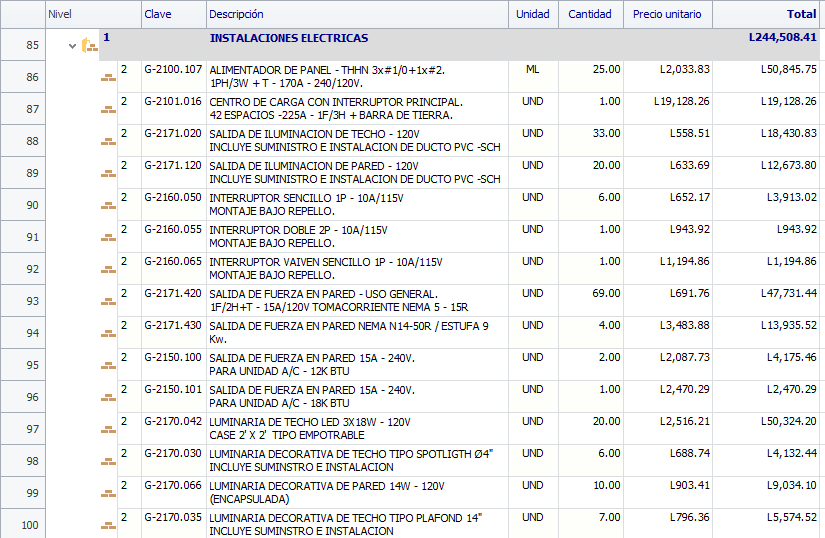 Nivel Clave Descripción Unidad Cantidad Precio unitario Total
85 1 INSTALACIONES ELECTRICAS L244,508.41
86 2 G-2100.107 ALIMENTADOR DE PANEL - THHN 3x#1/0+1x#2. ML 25.00 L2,033.83 L50,845.75
1PH/3W + T - 170A - 240/120V.
87 2 G-2101.016 CENTRO DE CARGA CON INTERRUPTOR PRINCIPAL. UND 1.00 L19,128.26 L19,128.26
42 ESPACIOS -225A - 1F/3H + BARRA DE TIERRA.
88 2 G-2171.020 SALIDA DE ILUMINACION DE TECHO - 120V UND 33.00 L558.51 L18,430.83
INCLUYE SUMINISTRO E INSTALACION DE DUCTO PVC -SCH
89 2 G-2171.120 SALIDA DE ILUMINACION DE PARED - 120V UND 20.00 L633.69 L12,673.80
INCLUYE SUMINISTRO E INSTALACION DE DUCTO PVC -SCH
90 2 G-2160.050 INTERRUPTOR SENCILLO 1P - 10A/115V UND 6.00 L652.17 L3,913.02
MONTAJE BAJO REPELLO.
91 2 G-2160.055 INTERRUPTOR DOBLE 2P - 10A/115V UND 1.00 L943.92 L943.92
MONTAJE BAJO REPELLO.
92 2 G-2160.065 INTERRUPTOR VAIVEN SENCILLO 1P - 10A/115V UND 1.00 L1,194.86 L1,194.86
MONTAJE BAJO REPELLO.
93 2 G-2171.420 SALIDA DE FUERZA EN PARED - USO GENERAL. UND 69.00 L691.76 L47,731.44
1F/2H+T - 15A/120V TOMACORRIENTE NEMA 5 - 15R
94 2 G-2171.430 SALIDA DE FUERZA EN PARED NEMA N14-50R / ESTUFA 9 UND 4.00 L3,483.88 L13,935.52
Kw.
95 2 G-2150.100 SALIDA DE FUERZA EN PARED 15A - 240V. UND 2.00 L2,087.73 L4,175.46
PARA UNIDAD A/C - 12K BTU
96 2 G-2150.101 SALIDA DE FUERZA EN PARED 15A - 240V. UND 1.00 L2,470.29 L2,470.29
PARA UNIDAD A/C - 18K BTU
97 2 G-2170.042 LUMINARIA DE TECHO LED 3X18W - 120V UND 20.00 L2,516.21 L50,324.20
CASE 2' X 2' TIPO EMPOTRABLE
98 2 G-2170.030 LUMINARIA DECORATIVA DE TECHO TIPO SPOTLIGTH Ø4" UND 6.00 L688.74 L4,132.44
INCLUYE SUMINSTRO E INSTALACION
99 2 G-2170.066 LUMINARIA DECORATIVA DE PARED 14W - 120V UND 10.00 L903.41 L9,034.10
(ENCAPSULADA)
100 2 G-2170.035 LUMINARIA DECORATIVA DE TECHO TIPO PLAFOND 14" UND 7.00 L796.36 L5,574.52
INCLUYE SUMINSTRO E INSTALACION